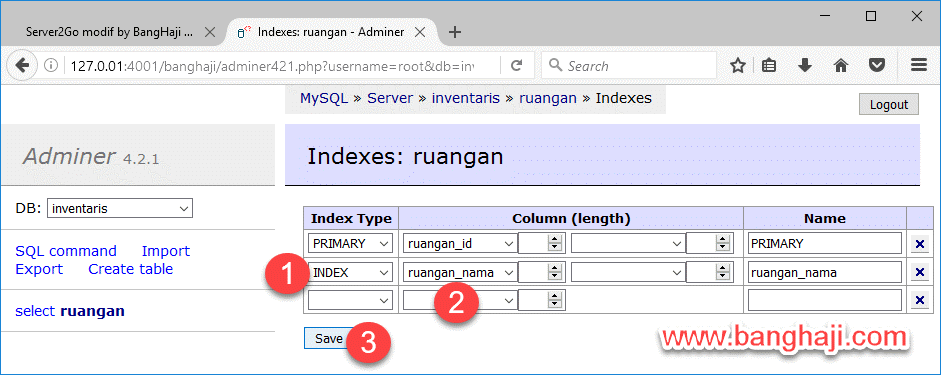 Server2Go modif by BangHaji ...
Indexes: ruangan - Adminer
127.0.01:4001/banghaji/adminer421.php?username=root&db=inv
Search
MySQL » Server » inventaris » ruangan » Indexes
Logout
Adminer 4.2.1
Indexes: ruangan
DB: inventaris
SQL command Import
Export Create table
select ruangan
Index Type Column (length) Name
PRIMARY ruangan_id PRIMARY
1 INDEX ruangan_nama ruangan_nama
2
Save 3
www.banghaji.com